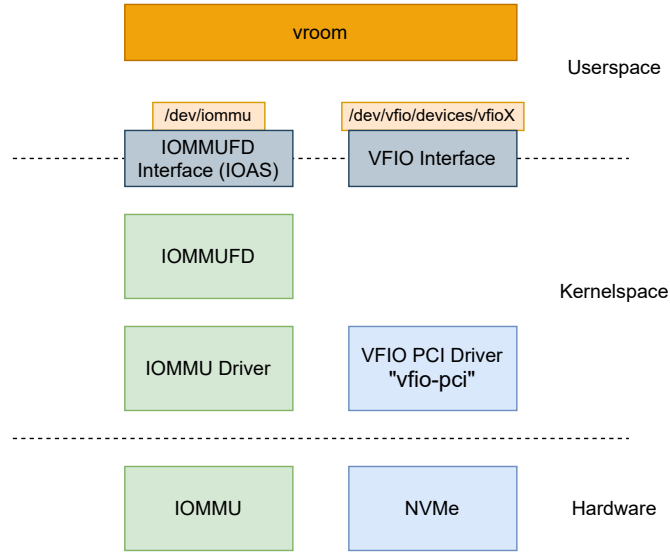 vroom
Userspace
/dev/iommu
/dev/vfio/devices/vfioX
IOMMUFD
Interface (IOAS)
VFIO Interface
IOMMUFD
Kernelspace
IOMMU Driver
VFIO PCI Driver
"vfio-pci"
IOMMU
NVMe
Hardware